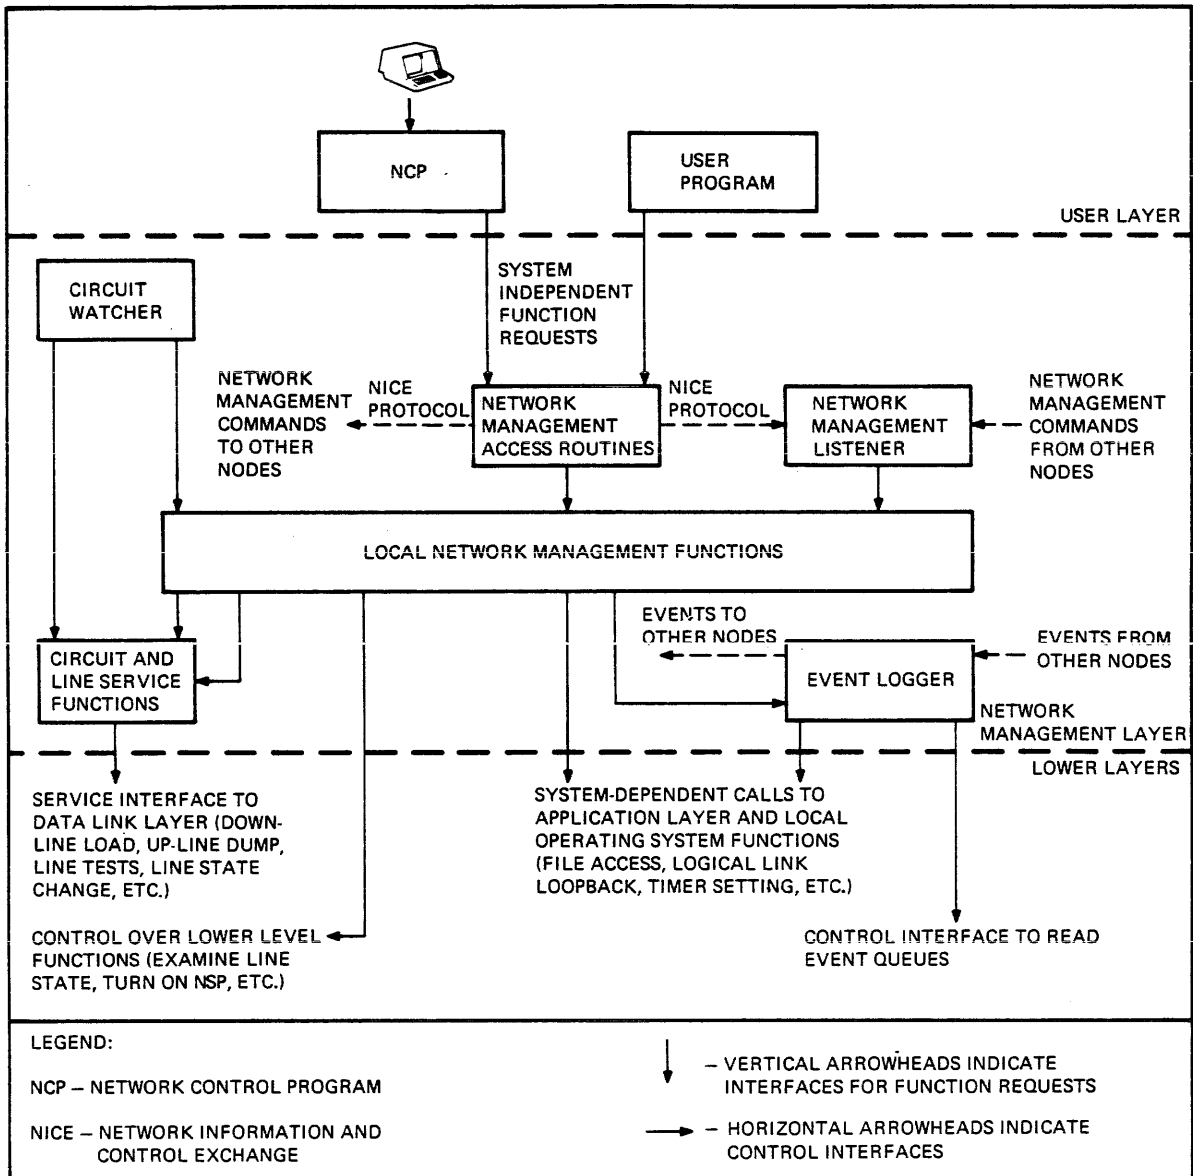 NCP
USER
PROGRAM
USER LAYER
CIRCUIT
WATCHER
SYSTEM
INDEPENDENT
FUNCTION
REQUESTS
NETWORK
MANAGEMENT
COMMANDS
TO OTHER
NODES
NICE
PROTOCOL
NETWORK
MANAGEMENT
ACCESS ROUTINES
NICE
PROTOCOL
NETWORK
MANAGEMENT
LISTENER
NETWORK
MANAGEMENT
COMMANDS
FROM OTHER
NODES
LOCAL NETWORK MANAGEMENT FUNCTIONS
CIRCUIT AND
LINE SERVICE
FUNCTIONS
EVENTS TO
OTHER NODES
EVENT LOGGER
EVENTS FROM
OTHER NODES
NETWORK
MANAGEMENT LAYER
LOWER LAYERS
SERVICE INTERFACE TO
DATA LINK LAYER (DOWN-
LINE LOAD, UP-LINE DUMP,
LINE TESTS, LINE STATE
CHANGE, ETC.)
SYSTEM-DEPENDENT CALLS TO
APPLICATION LAYER AND LOCAL
OPERATING SYSTEM FUNCTIONS
(FILE ACCESS, LOGICAL LINK
LOOPBACK, TIMER SETTING, ETC.)
CONTROL OVER LOWER LEVEL
FUNCTIONS (EXAMINE LINE
STATE, TURN ON NSP, ETC.)
CONTROL INTERFACE TO READ
EVENT QUEUES
LEGEND:
NCP – NETWORK CONTROL PROGRAM
NICE – NETWORK INFORMATION AND
CONTROL EXCHANGE
– VERTICAL ARROWHEADS INDICATE
INTERFACES FOR FUNCTION REQUESTS
– HORIZONTAL ARROWHEADS INDICATE
CONTROL INTERFACES